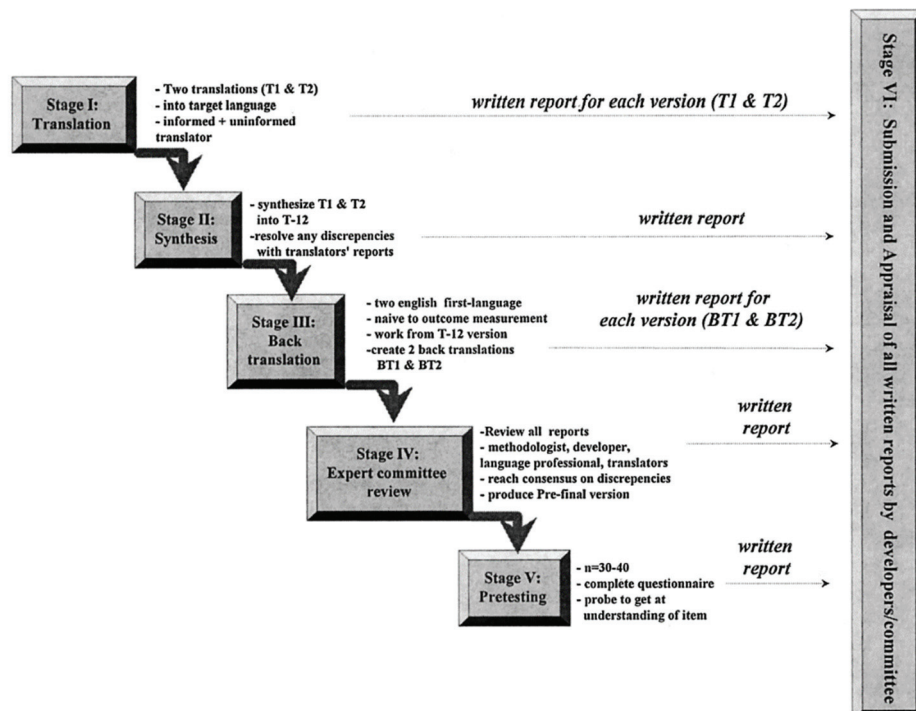 Stage I:
Translation
- Two translations (T1 & T2)
- into target language
- informed + uninformed
translator
written report for each version (T1 & T2)
Stage II:
Synthesis
- synthesize T1 & T2
into T-12
-resolve any discrepencies
with translators' reports
written report
Stage III:
Back
translation
- two english first-language
- naive to outcome measurement
- work from T-12 version
-create 2 back translations
BT1 & BT2
written report for
each version (BT1 & BT2)
Stage IV:
Expert committee
review
-Review all reports
- methodologist, developer,
language professional, translators
- reach consensus on discrepencies
- produce Pre-final version
written
report
Stage V:
Pretesting
- n=30-40
- complete questionnaire
- probe to get at
understanding of item
written
report
Stage VI: Submission and Appraisal of all written reports by developers/committee